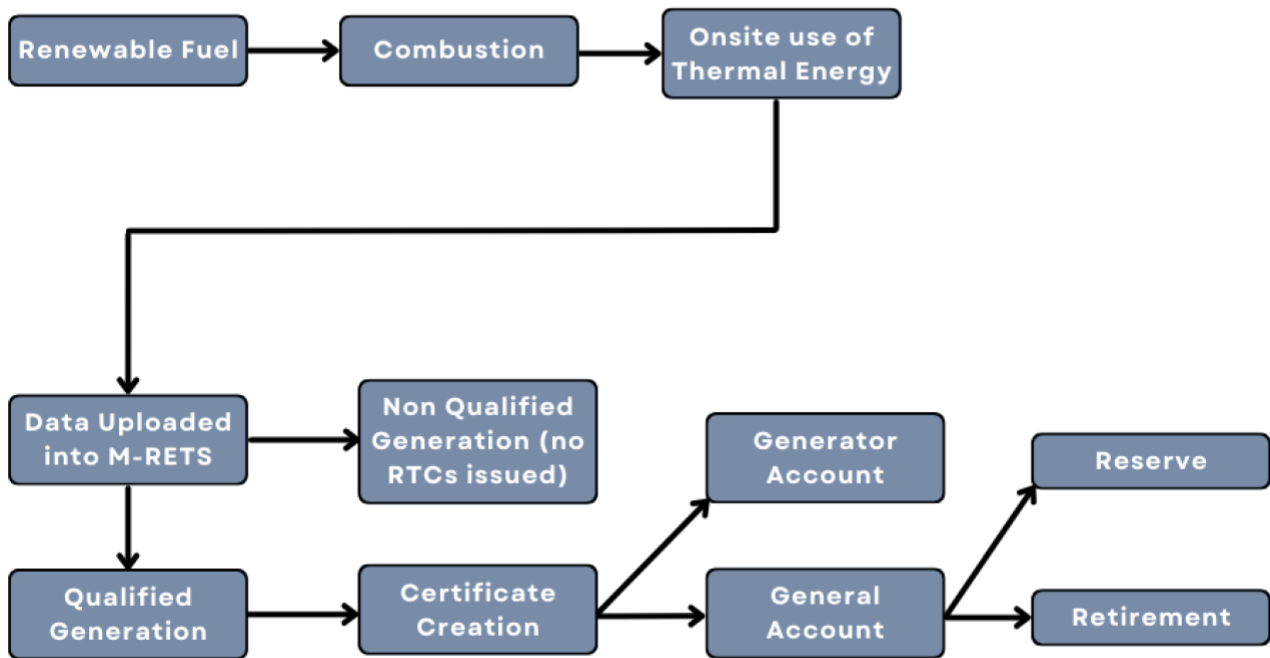 Renewable Fuel
Combustion
Onsite use of
Thermal Energy
Data Uploaded
into M-RETS
Non Qualified
Generation (no
RTCs issued)
Generator
Account
Reserve
Qualified
Generation
Certificate
Creation
General
Account
Retirement